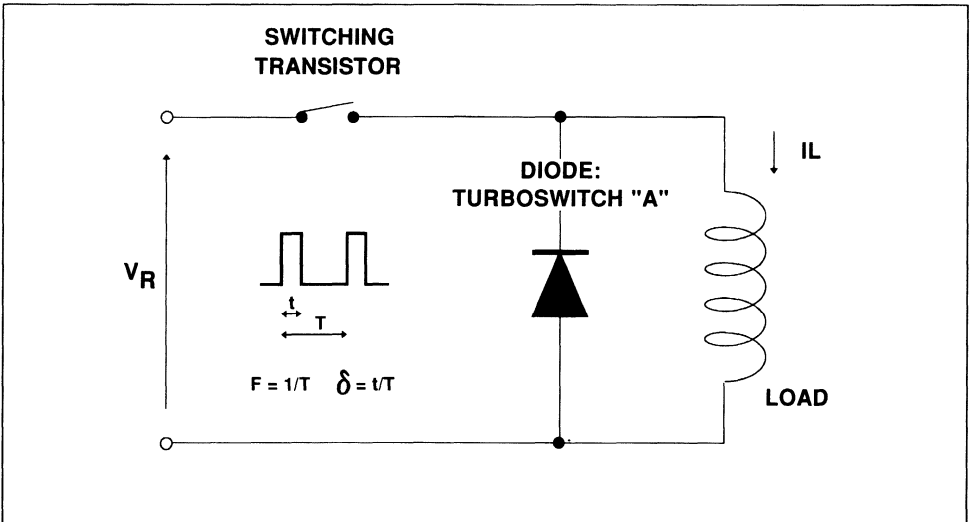 SWITCHING
TRANSISTOR
IL
DIODE:
TURBOSWITCH "A"
VR
t
T
F = 1/T δ = t/T
LOAD